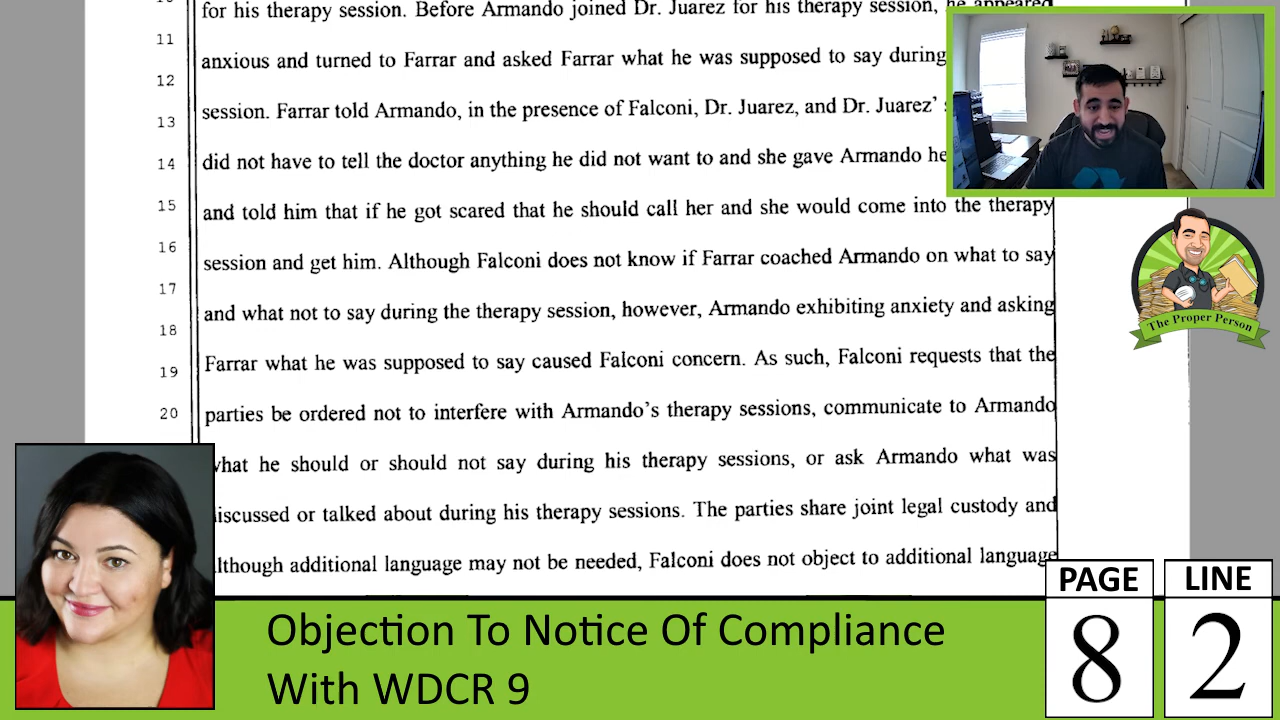 10
for his therapy session. Before Armando joined Dr. Juarez for his therapy session, he appeared
11
anxious and turned to Farrar and asked Farrar what he was supposed to say during
12
session. Farrar told Armando, in the presence of Falconi, Dr. Juarez, and Dr. Juarez'
13
did not have to tell the doctor anything he did not want to and she gave Armando
14
and told him that if he got scared that he should call her and she would come into the therapy
15
session and get him. Although Falconi does not know if Farrar coached Armando on what to say
16
and what not to say during the therapy session, however, Armando exhibiting anxiety and asking
17
Farrar what he was supposed to say caused Falconi concern. As such, Falconi requests that the
18
parties be ordered not to interfere with Armando's therapy sessions, communicate to Armando
19
what he should or should not say during his therapy sessions, or ask Armando what was
20
discussed or talked about during his therapy sessions. The parties share joint legal custody and
although additional language may not be needed, Falconi does not object to additional language
The Proper Person
Objection To Notice Of Compliance
With WDCR 9
PAGE
8
LINE
2